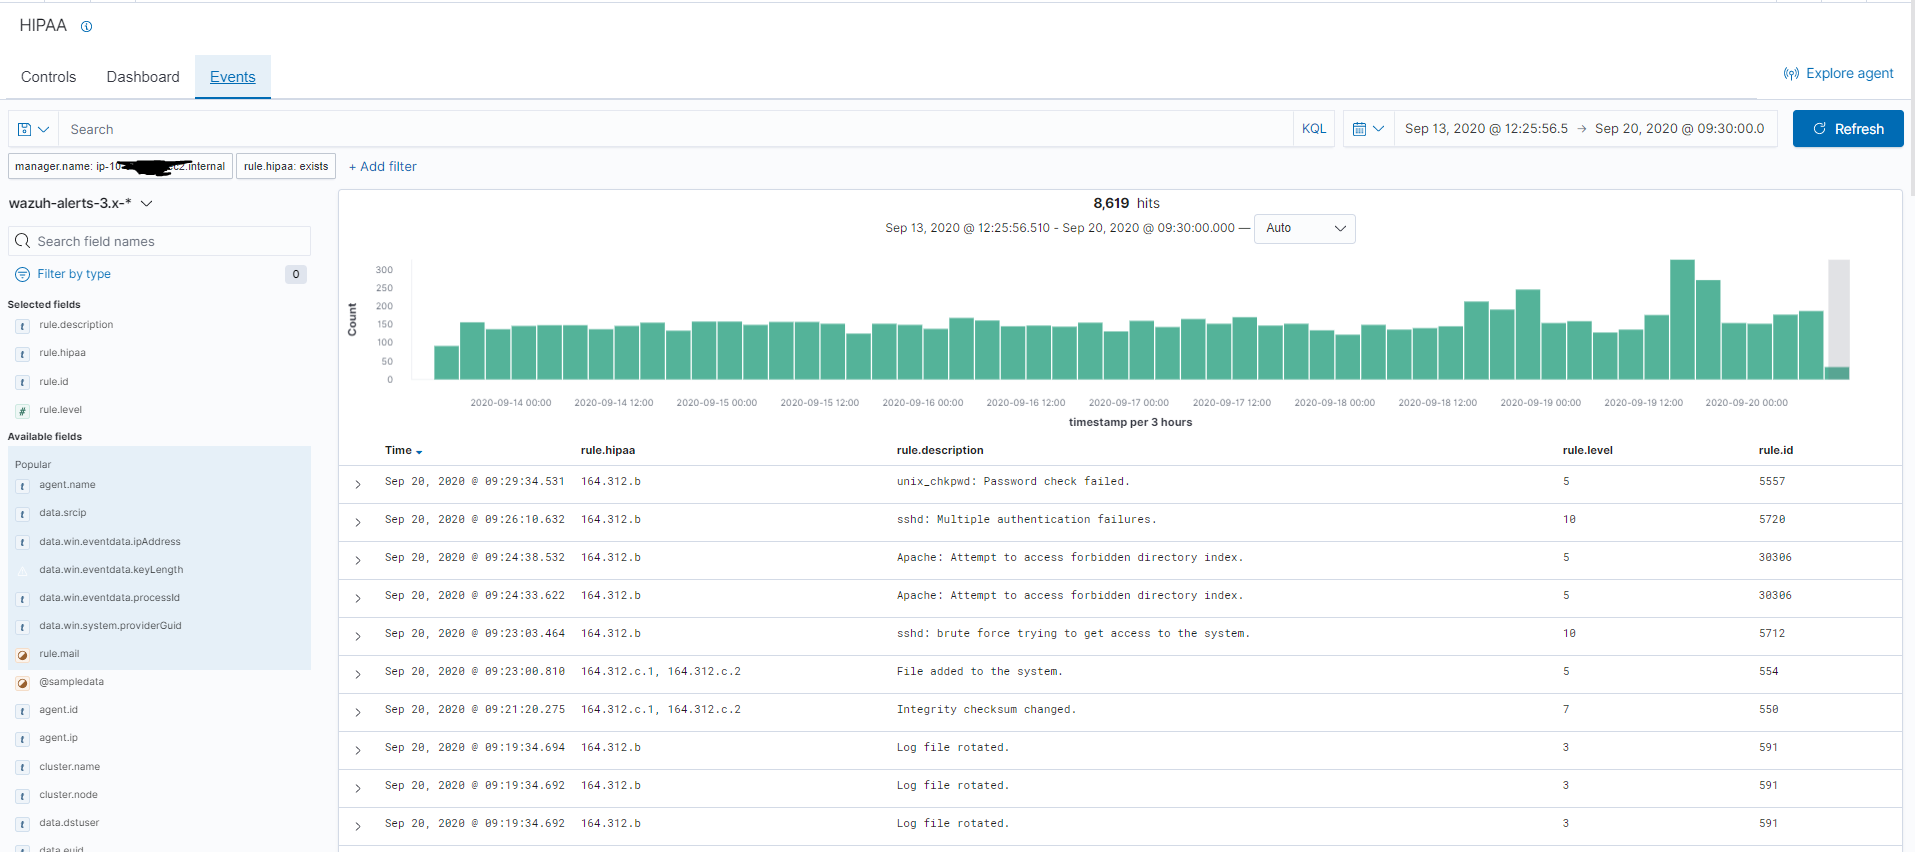 HIPAA
Controls Dashboard Events
Explore agent
Search KQL Sep 13, 2020 @ 12:25:56.5 → Sep 20, 2020 @ 09:30:00.0 Refresh
manager.name: ip-10 c2.internal rule.hipaa: exists + Add filter
wazuh-alerts-3.x-*
Search field names
Filter by type 0
Selected fields
t rule.description
t rule.hipaa
t rule.id
# rule.level
Available fields
Popular
t agent.name
t data.srcip
t data.win.eventdata.ipAddress
data.win.eventdata.keyLength
t data.win.eventdata.processId
t data.win.system.providerGuid
rule.mail
@sampledata
t agent.id
t agent.ip
t cluster.name
t cluster.node
t data.dstuser
t data.euid
8,619 hits
Sep 13, 2020 @ 12:25:56.510 - Sep 20, 2020 @ 09:30:00.000 — Auto
Count
300
250
200
150
100
50
0
2020-09-14 00:00 2020-09-14 12:00 2020-09-15 00:00 2020-09-15 12:00 2020-09-16 00:00 2020-09-16 12:00 2020-09-17 00:00 2020-09-17 12:00 2020-09-18 00:00 2020-09-18 12:00 2020-09-19 00:00 2020-09-19 12:00 2020-09-20 00:00
timestamp per 3 hours
Time rule.hipaa rule.description rule.level rule.id
Sep 20, 2020 @ 09:29:34.531 164.312.b unix_chkpwd: Password check failed. 5 5557
Sep 20, 2020 @ 09:26:10.632 164.312.b sshd: Multiple authentication failures. 10 5720
Sep 20, 2020 @ 09:24:38.532 164.312.b Apache: Attempt to access forbidden directory index. 5 30306
Sep 20, 2020 @ 09:24:33.622 164.312.b Apache: Attempt to access forbidden directory index. 5 30306
Sep 20, 2020 @ 09:23:03.464 164.312.b sshd: brute force trying to get access to the system. 10 5712
Sep 20, 2020 @ 09:23:00.810 164.312.c.1, 164.312.c.2 File added to the system. 5 554
Sep 20, 2020 @ 09:21:20.275 164.312.c.1, 164.312.c.2 Integrity checksum changed. 7 550
Sep 20, 2020 @ 09:19:34.694 164.312.b Log file rotated. 3 591
Sep 20, 2020 @ 09:19:34.692 164.312.b Log file rotated. 3 591
Sep 20, 2020 @ 09:19:34.692 164.312.b Log file rotated. 3 591